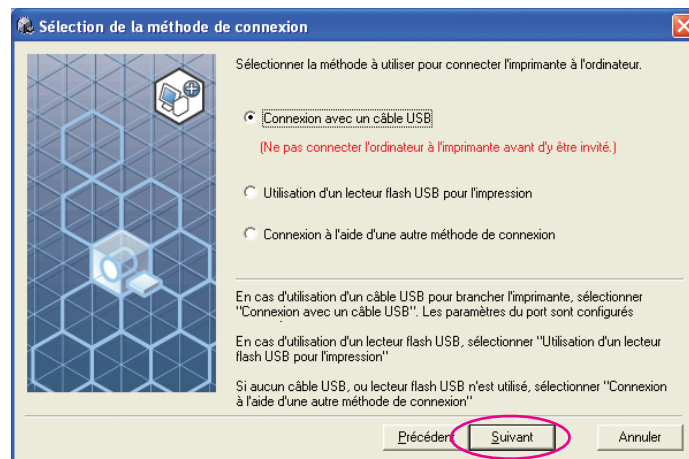 Sélection de la méthode de connexion
Sélectionner la méthode à utiliser pour connecter l'imprimante à l'ordinateur.
Connexion avec un câble USB
(Ne pas connecter l'ordinateur à l'imprimante avant d'y être invité.)
Utilisation d'un lecteur flash USB pour l'impression
Connexion à l'aide d'une autre méthode de connexion
En cas d'utilisation d'un câble USB pour brancher l'imprimante, sélectionner
"Connexion avec un câble USB". Les paramètres du port sont configurés
En cas d'utilisation d'un lecteur flash USB, sélectionner "Utilisation d'un lecteur
flash USB pour l'impression"
Si aucun câble USB, ou lecteur flash USB n'est utilisé, sélectionner "Connexion
à l'aide d'une autre méthode de connexion"
Précédent Suivant Annuler